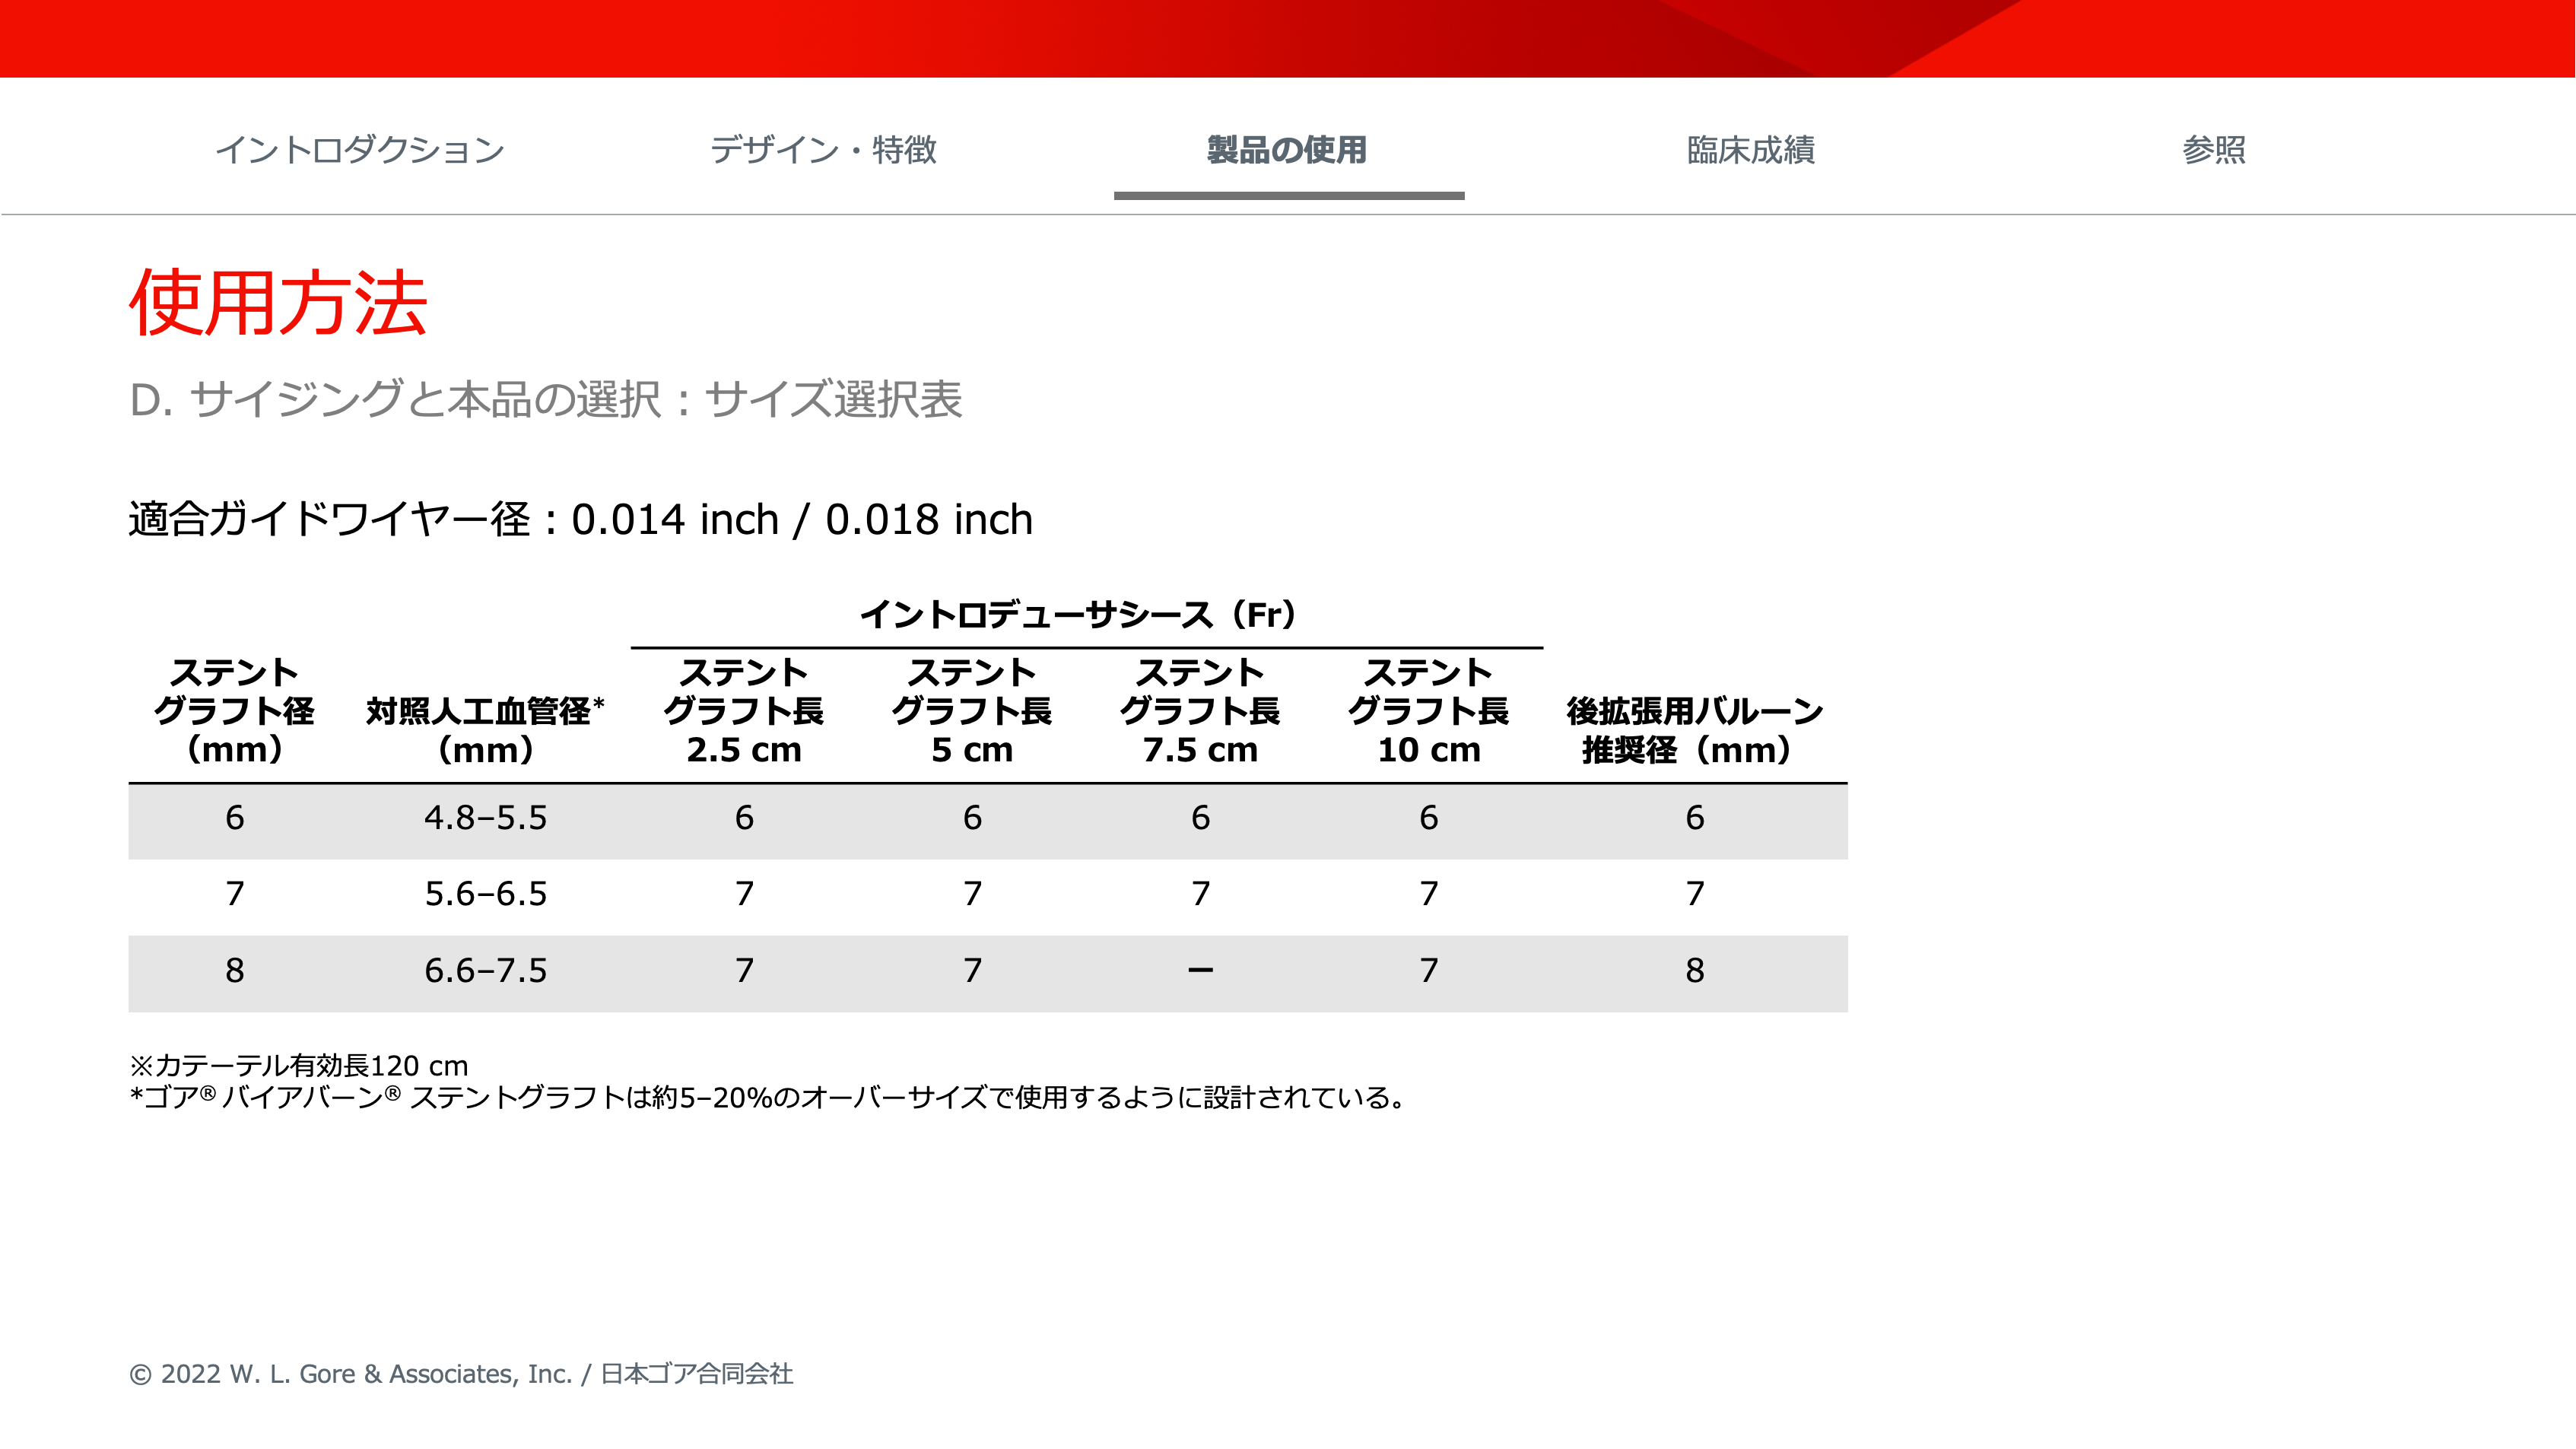 イントロダクション デザイン・特徴 製品の使用 臨床成績 参照
使用方法
D. サイジングと本品の選択：サイズ選択表
適合ガイドワイヤー径：0.014 inch / 0.018 inch
イントロデューサシース（Fr）
ステント ステント ステント ステント ステント
グラフト径 対照人工血管径* グラフト長 グラフト長 グラフト長 グラフト長 後拡張用バルーン
（mm） （mm） 2.5 cm 5 cm 7.5 cm 10 cm 推奨径（mm）
6 4.8–5.5 6 6 6 6 6
7 5.6–6.5 7 7 7 7 7
8 6.6–7.5 7 7 ー 7 8
※カテーテル有効長120 cm
*ゴア® バイアバーン® ステントグラフトは約5–20%のオーバーサイズで使用するように設計されている。
© 2022 W. L. Gore & Associates, Inc. / 日本ゴア合同会社